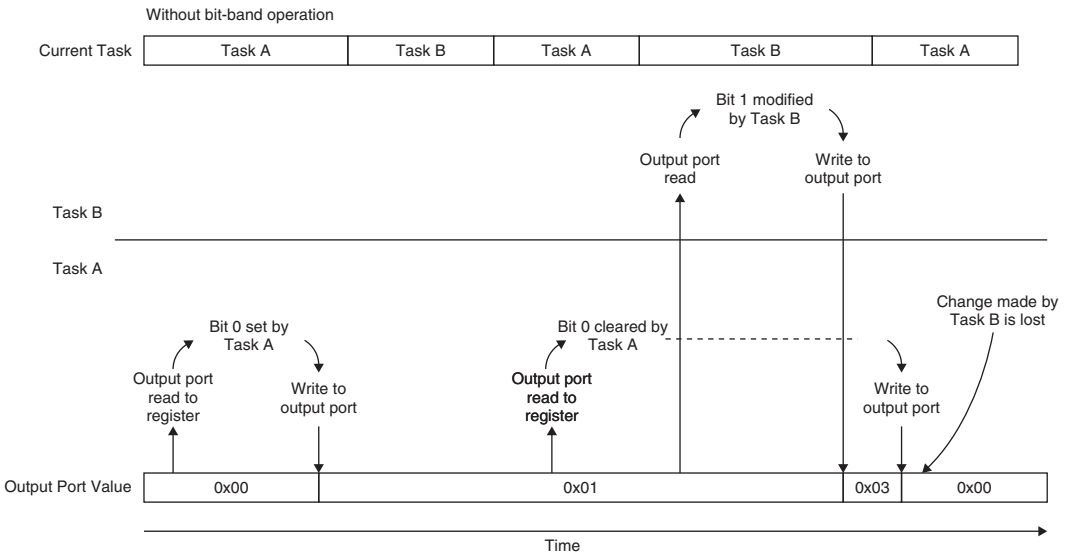 Without bit-band operation
Current Task
Task A
Task B
Task A
Task B
Task A
Bit 1 modified
by Task B
Output port
read
Write to
output port
Task B
Task A
Change made by
Task B is lost
Bit 0 set by
Task A
Bit 0 cleared by
Task A
Output port
read to
register
Write to
output port
Output port
read to
register
Write to
output port
Output Port Value
0x00
0x01
0x03
0x00
Time